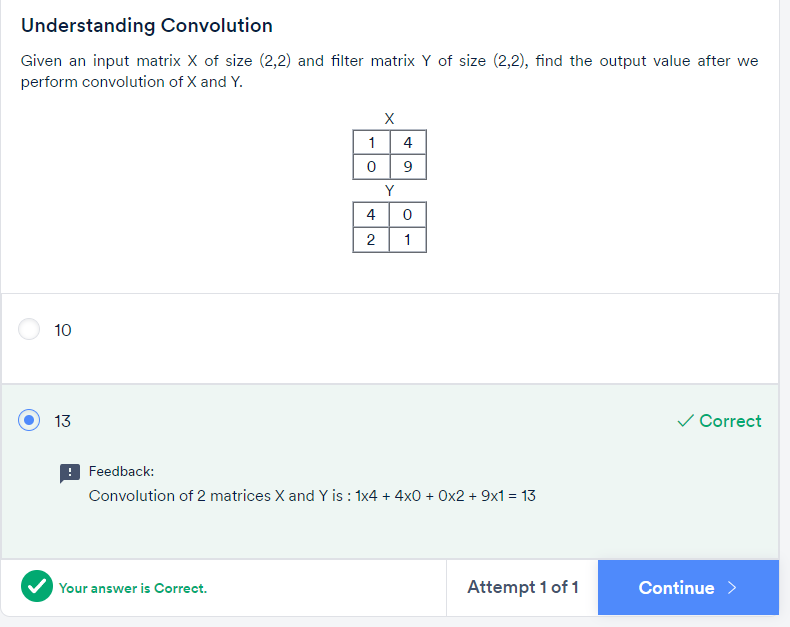 Understanding Convolution
Given an input matrix X of size (2,2) and filter matrix Y of size (2,2), find the output value after we
perform convolution of X and Y.
X
1 4
0 9
Y
4 0
2 1
10
13
Correct
!
Feedback:
Convolution of 2 matrices X and Y is : 1x4 + 4x0 + 0x2 + 9x1 = 13
Your answer is Correct.
Attempt 1 of 1
Continue